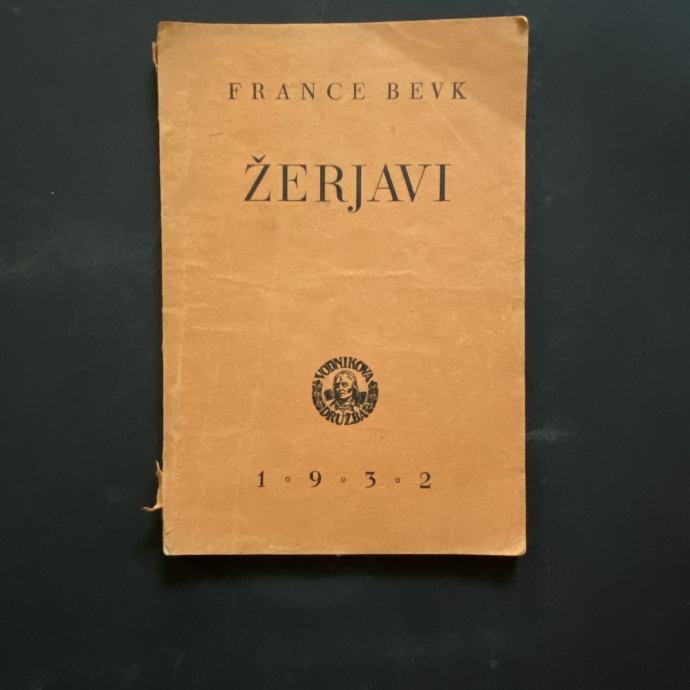 FRANCE BEVK
ŽERJAVI
VODNIKOVA
DRUŽBA
1 ∘ 9 ∘ 3 ∘ 2